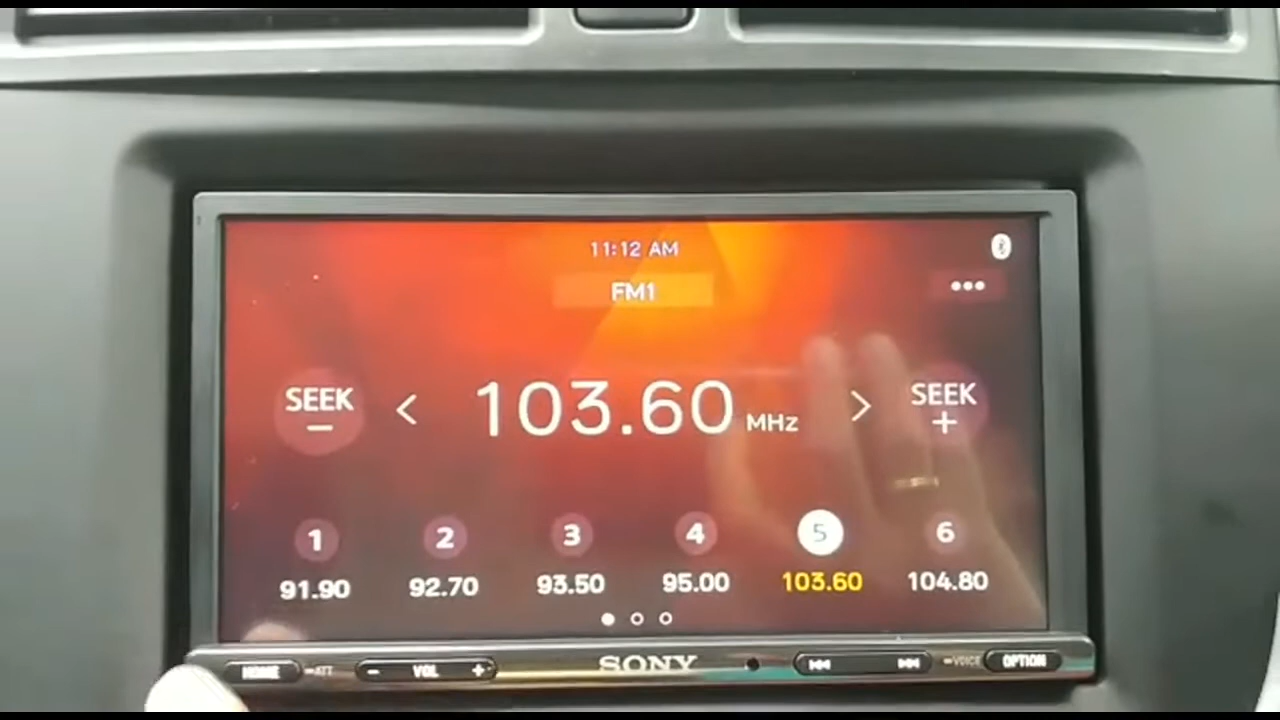 11:12 AM
FM1
•••
SEEK − < 103.60 MHz > SEEK +
1 2 3 4 5 6
91.90 92.70 93.50 95.00 103.60 104.80
HOME ATT − VOL + SONY VOICE OPTION